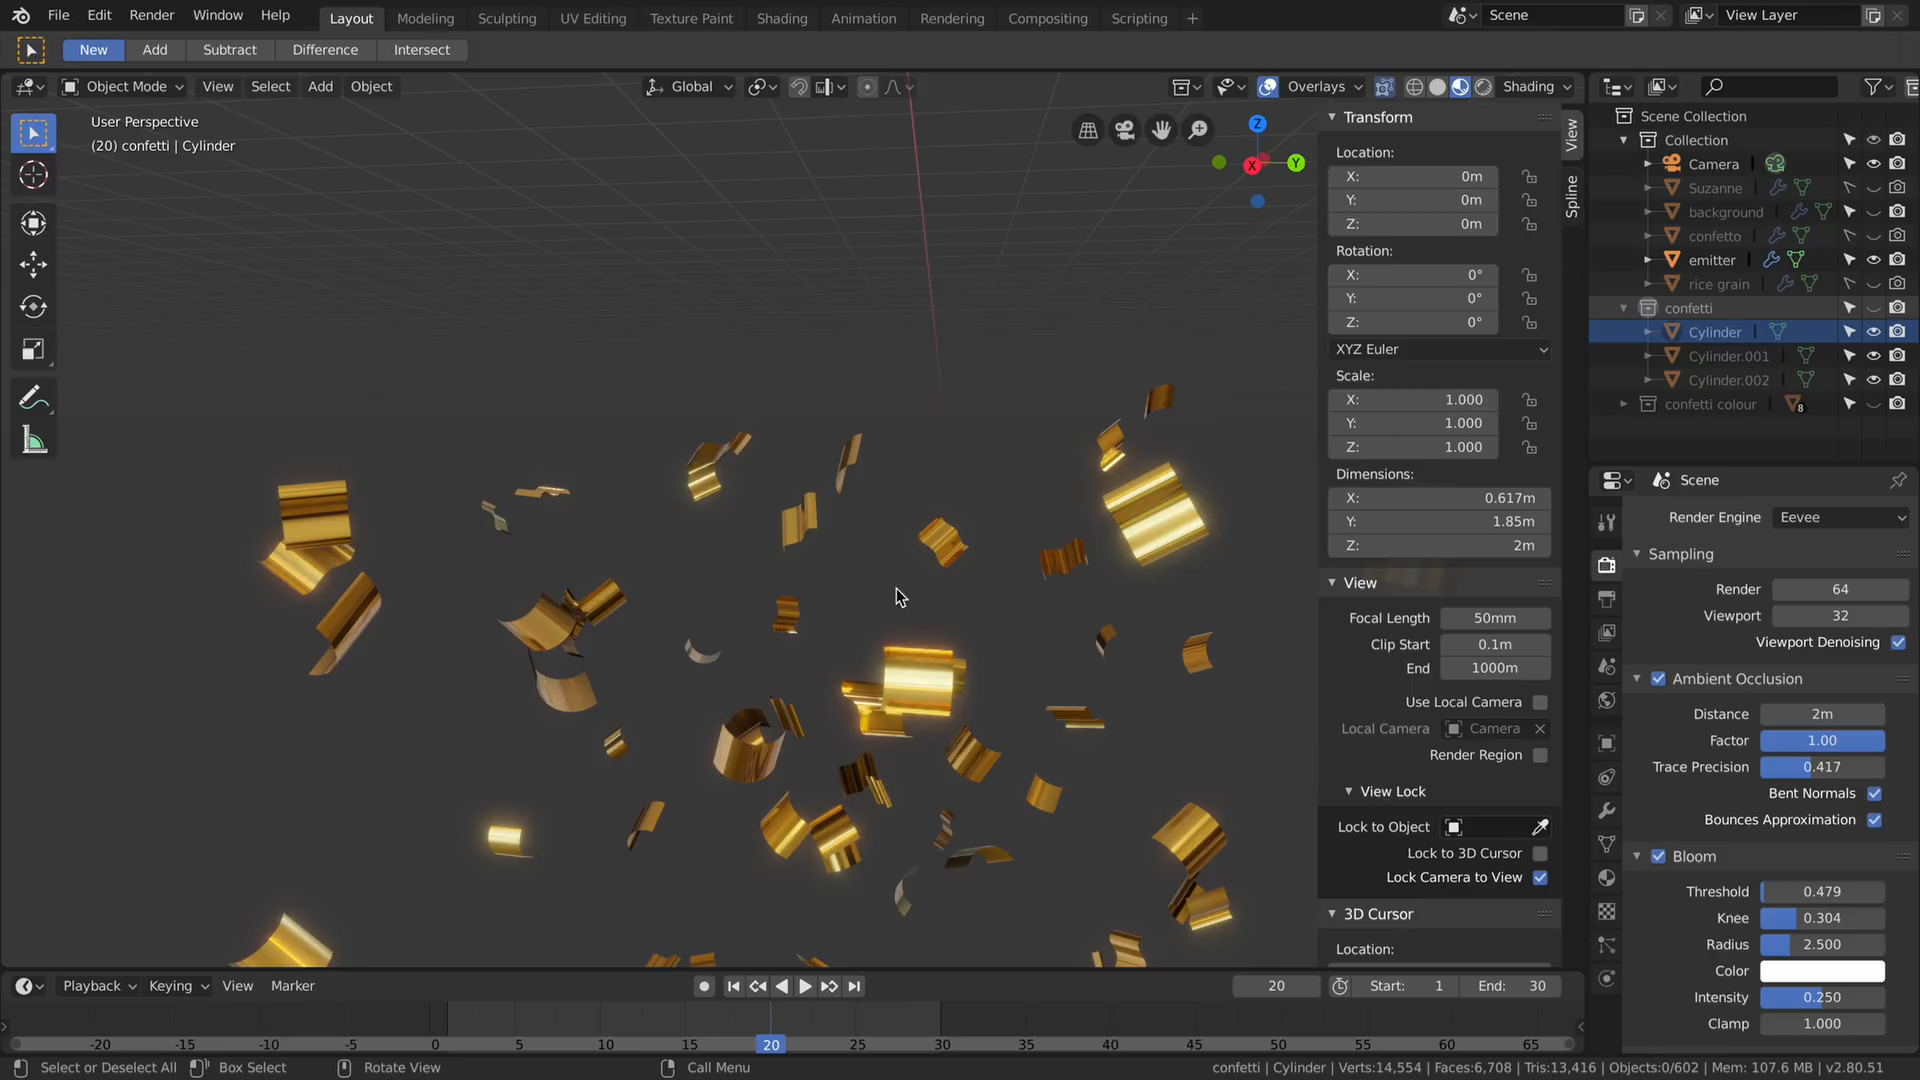 File Edit Render Window Help Layout Modeling Sculpting UV Editing Texture Paint Shading Animation Rendering Compositing Scripting + Scene View Layer
New Add Subtract Difference Intersect
Object Mode View Select Add Object Global Overlays Shading
User Perspective
(20) confetti | Cylinder
Z
X
Y
View
Spline
Transform
Location:
X: 0m
Y: 0m
Z: 0m
Rotation:
X: 0°
Y: 0°
Z: 0°
XYZ Euler
Scale:
X: 1.000
Y: 1.000
Z: 1.000
Dimensions:
X: 0.617m
Y: 1.85m
Z: 2m
View
Focal Length 50mm
Clip Start 0.1m
End 1000m
Use Local Camera
Local Camera Camera
Render Region
View Lock
Lock to Object
Lock to 3D Cursor
Lock Camera to View
3D Cursor
Location:
Scene Collection
Collection
Camera
Suzanne
background
confetto
emitter
rice grain
confetti
Cylinder
Cylinder.001
Cylinder.002
confetti colour 8
Scene
Render Engine Eevee
Sampling
Render 64
Viewport 32
Viewport Denoising
Ambient Occlusion
Distance 2m
Factor 1.00
Trace Precision 0.417
Bent Normals
Bounces Approximation
Bloom
Threshold 0.479
Knee 0.304
Radius 2.500
Color
Intensity 0.250
Clamp 1.000
Playback Keying View Marker 20 Start: 1 End: 30
-20 -15 -10 -5 0 5 10 15 20 25 30 35 40 45 50 55 60 65
Select or Deselect All Box Select Rotate View Call Menu confetti | Cylinder | Verts:14,554 | Faces:6,708 | Tris:13,416 | Objects:0/602 | Mem: 107.6 MB | v2.80.51